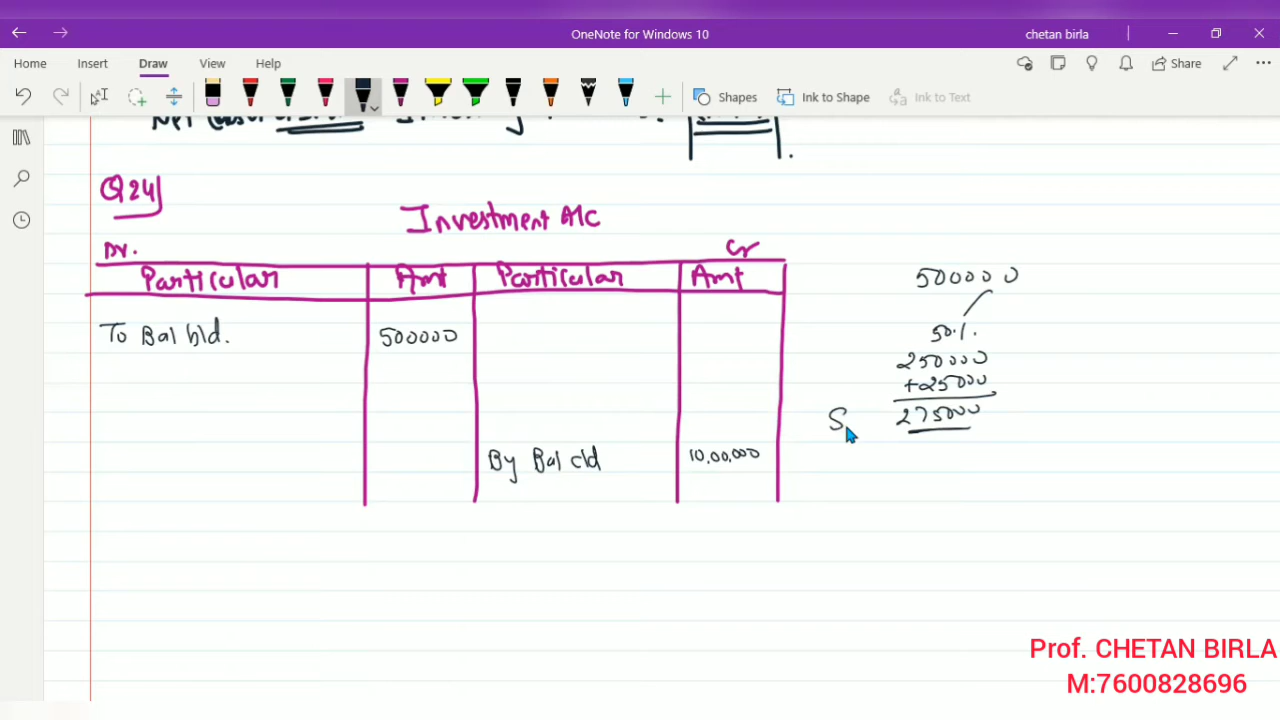 OneNote for Windows 10
chetan birla
Home Insert Draw View Help
Share
Shapes Ink to Shape Ink to Text
Q24
Investment A/c
Dr. Cr
Particular Amt Particular Amt
To Bal b/d. 500000
By Bal c/d 10,00,000
500000
50%.
250000
+25000
S 275000
Prof. CHETAN BIRLA
M:7600828696